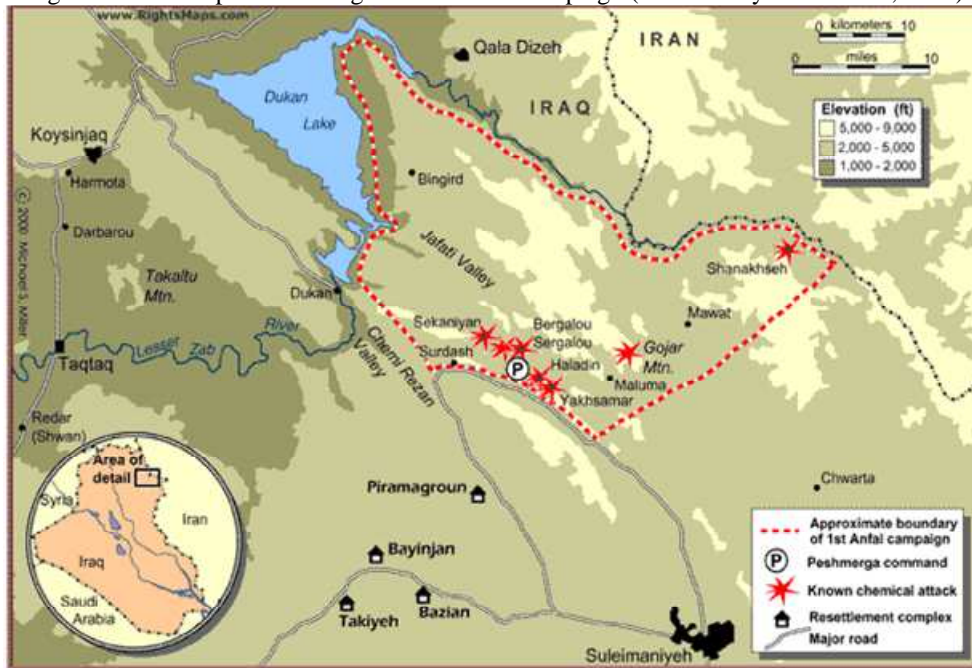 www.RightsMaps.com
Qala Dizeh
IRAN
IRAQ
0 kilometers 10
0 miles 10
Elevation (ft)
5,000 - 9,000
2,000 - 5,000
1,000 - 2,000
Dukan
Lake
Koysinjaq
Harmota
Bingird
© 2000 Michael S. Miller
Darbarou
Jafati Valley
Shanakhseh
Takaltu
Mtn.
Dukan
Mawat
Sekaniyan
Bergalou
Sergalou
Lesser Zab River
Chemi Rezan
Valley
Surdash
P
Haladin
Gojar
Mtn.
Taqtaq
Maluma
Yakhsamar
Redar
(Shwan)
Area of
detail
Syria
Iran
Iraq
Saudi
Arabia
Piramagroun
Chwarta
Bayinjan
Takiyeh
Bazian
Suleimaniyeh
Approximate boundary
of 1st Anfal campaign
P Peshmerga command
Known chemical attack
Resettlement complex
Major road